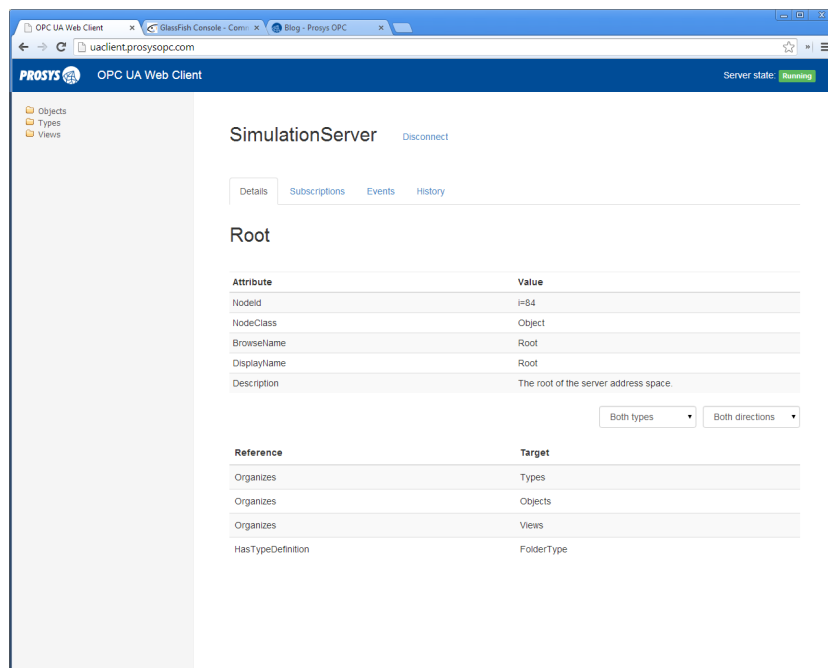 OPC UA Web Client
GlassFish Console - Comm
Blog - Prosys OPC
uaclient.prosysopc.com
PROSYS OPC UA Web Client Server state: Running
Objects
Types
Views
SimulationServer Disconnect
Details Subscriptions Events History
Root
Attribute Value
NodeId i=84
NodeClass Object
BrowseName Root
DisplayName Root
Description The root of the server address space.
Both types Both directions
Reference Target
Organizes Types
Organizes Objects
Organizes Views
HasTypeDefinition FolderType